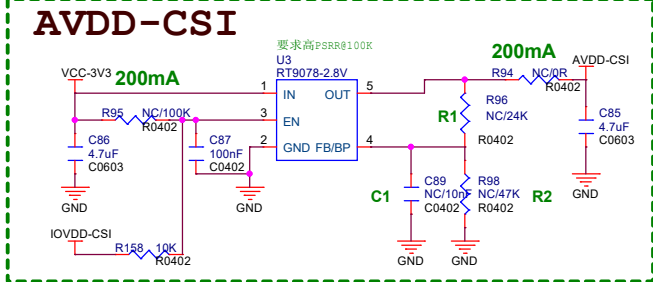 AVDD-CSI
要求高PSRR@100K
U3
RT9078-2.8V
VCC-3V3
200mA
200mA
AVDD-CSI
1
IN
OUT
5
R94
NC/0R
R0402
R95
NC/100K
R0402
3
EN
R96
NC/24K
R0402
R1
C85
4.7uF
C0603
C86
4.7uF
C0603
C87
100nF
C0402
2
GND
FB/BP
4
C1
C89
NC/10nF
C0402
R98
NC/47K
R0402
R2
GND
GND
GND
IOVDD-CSI
R158
10K
R0402
GND
GND